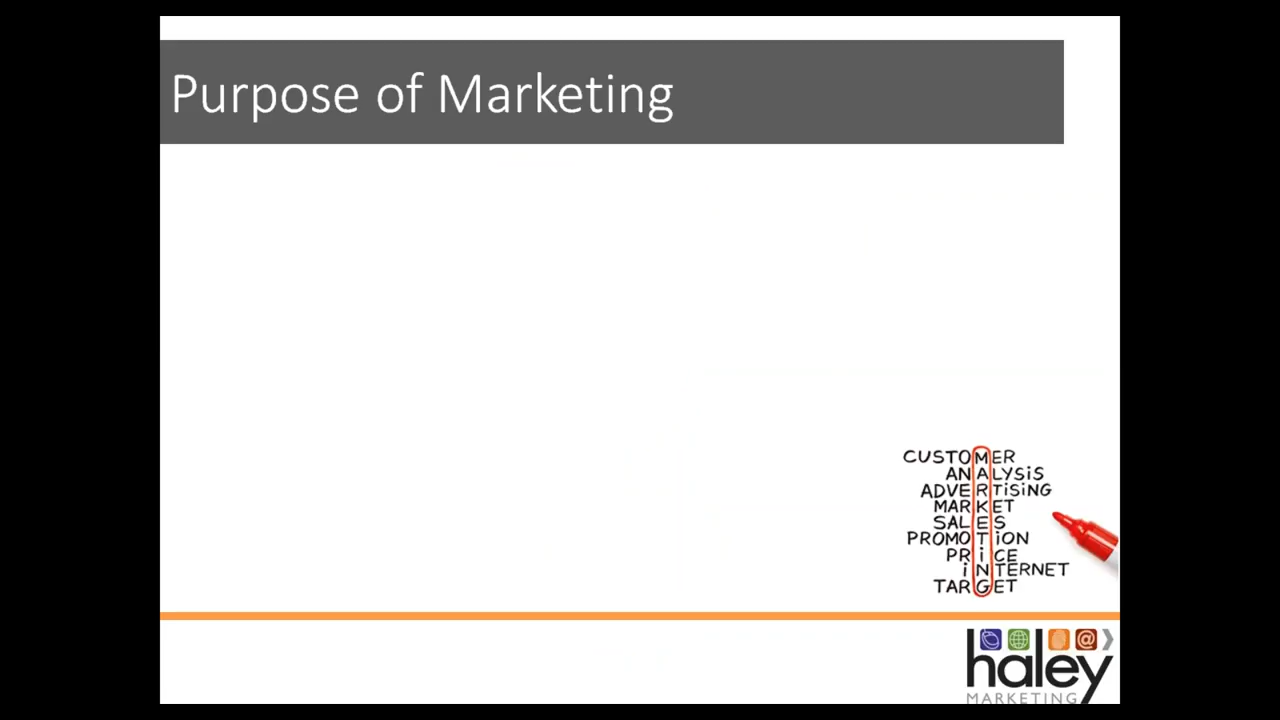 Purpose of Marketing
CUSTOMER
ANALYSiS
ADVERTiSiNG
MARKET
SALES
PROMOTiON
PRiCE
iNTERNET
TARGET
haley
MARKETING